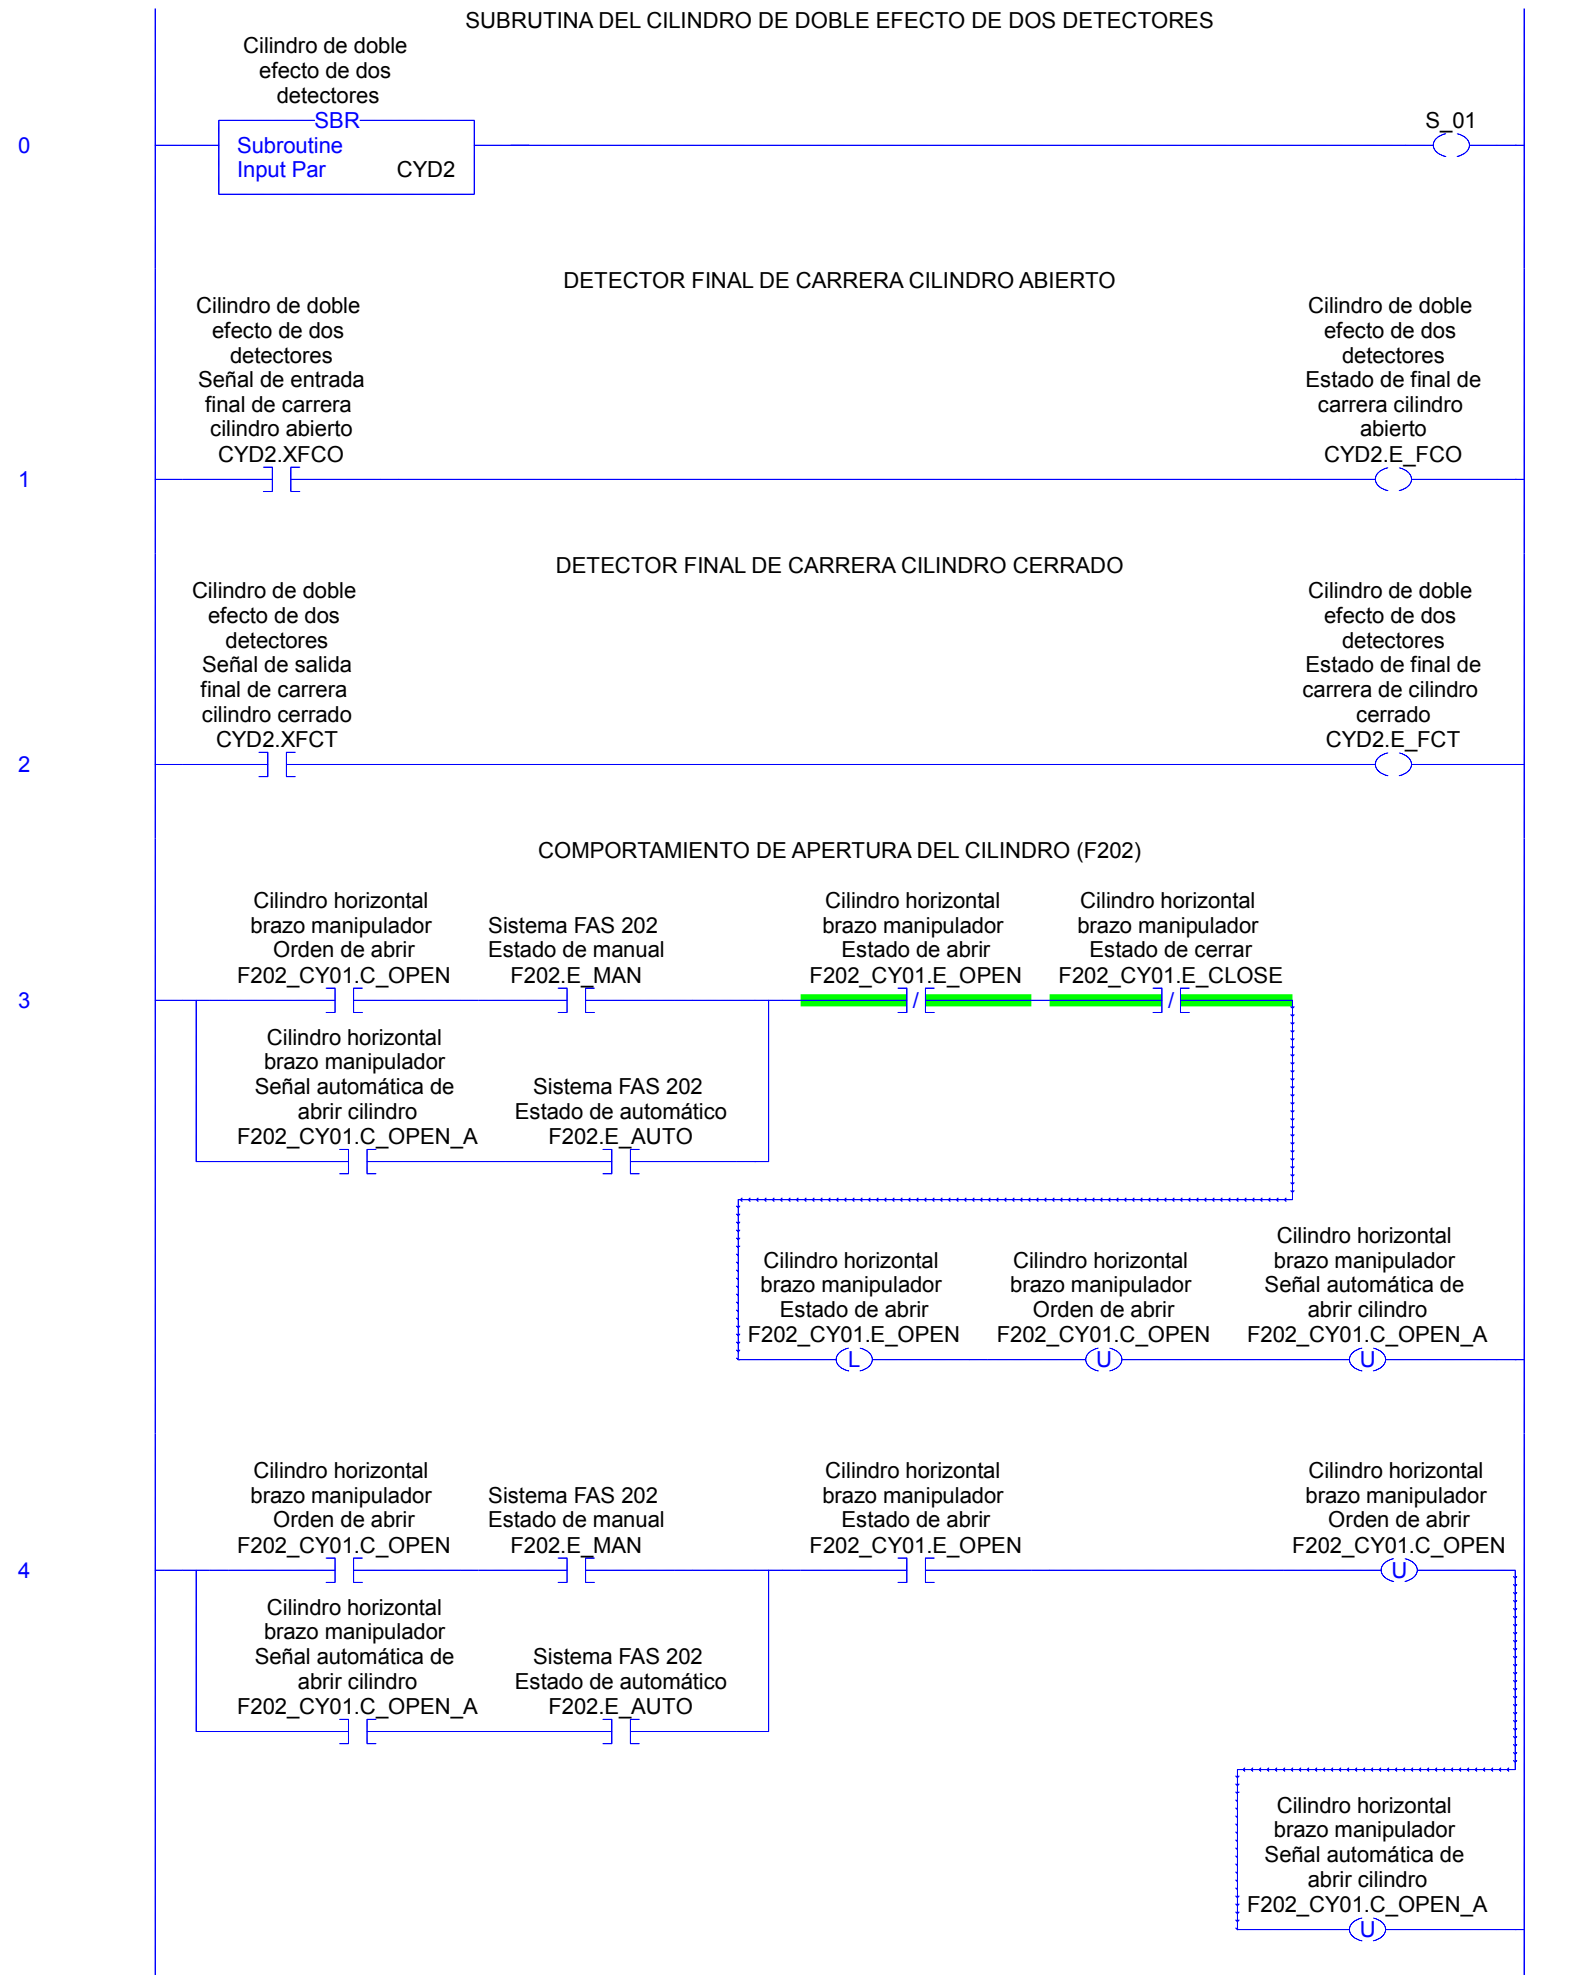 SUBRUTINA DEL CILINDRO DE DOBLE EFECTO DE DOS DETECTORES
Cilindro de doble
efecto de dos
detectores
SBR
0
Subroutine
Input Par CYD2
S_01
DETECTOR FINAL DE CARRERA CILINDRO ABIERTO
Cilindro de doble
efecto de dos
detectores
Señal de entrada
final de carrera
cilindro abierto
CYD2.XFCO
Cilindro de doble
efecto de dos
detectores
Estado de final de
carrera cilindro
abierto
CYD2.E_FCO
1
DETECTOR FINAL DE CARRERA CILINDRO CERRADO
Cilindro de doble
efecto de dos
detectores
Señal de salida
final de carrera
cilindro cerrado
CYD2.XFCT
Cilindro de doble
efecto de dos
detectores
Estado de final de
carrera de cilindro
cerrado
CYD2.E_FCT
2
COMPORTAMIENTO DE APERTURA DEL CILINDRO (F202)
Cilindro horizontal
brazo manipulador
Orden de abrir
F202_CY01.C_OPEN
Sistema FAS 202
Estado de manual
F202.E_MAN
Cilindro horizontal
brazo manipulador
Estado de abrir
F202_CY01.E_OPEN
/
Cilindro horizontal
brazo manipulador
Estado de cerrar
F202_CY01.E_CLOSE
/
3
Cilindro horizontal
brazo manipulador
Señal automática de
abrir cilindro
F202_CY01.C_OPEN_A
Sistema FAS 202
Estado de automático
F202.E_AUTO
Cilindro horizontal
brazo manipulador
Estado de abrir
F202_CY01.E_OPEN
L
Cilindro horizontal
brazo manipulador
Orden de abrir
F202_CY01.C_OPEN
U
Cilindro horizontal
brazo manipulador
Señal automática de
abrir cilindro
F202_CY01.C_OPEN_A
U
Cilindro horizontal
brazo manipulador
Orden de abrir
F202_CY01.C_OPEN
Sistema FAS 202
Estado de manual
F202.E_MAN
Cilindro horizontal
brazo manipulador
Estado de abrir
F202_CY01.E_OPEN
Cilindro horizontal
brazo manipulador
Orden de abrir
F202_CY01.C_OPEN
U
4
Cilindro horizontal
brazo manipulador
Señal automática de
abrir cilindro
F202_CY01.C_OPEN_A
Sistema FAS 202
Estado de automático
F202.E_AUTO
Cilindro horizontal
brazo manipulador
Señal automática de
abrir cilindro
F202_CY01.C_OPEN_A
U